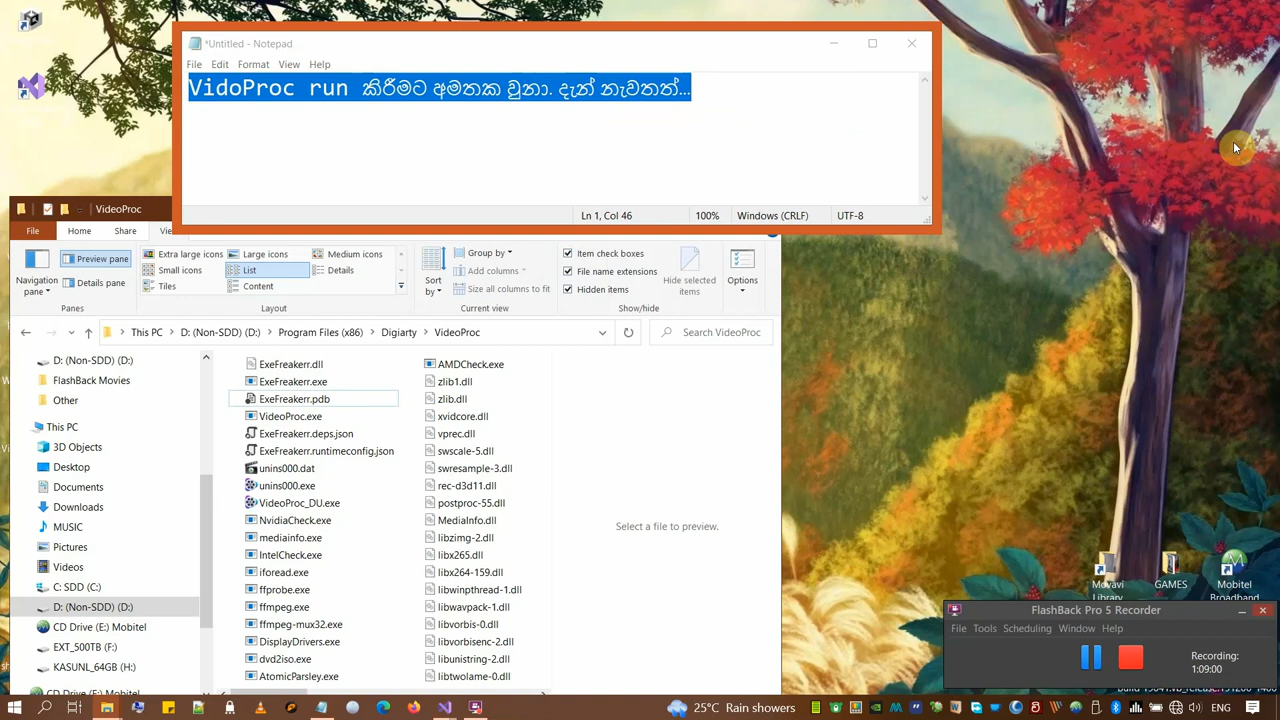 *Untitled - Notepad
File Edit Format View Help
VidoProc run කිරීමට අමතක වුනා. දැන් නැවතත්...
Ln 1, Col 46 100% Windows (CRLF) UTF-8
VideoProc
File Home Share
Navigation pane
Preview pane
Details pane
Panes
Extra large icons Large icons Medium icons
Small icons List Details
Tiles Content
Layout
Sort by
Group by
Add columns
Size all columns to fit
Current view
Item check boxes
File name extensions
Hidden items
Hide selected items
Show/hide
Options
This PC D: (Non-SDD) (D:) Program Files (x86) Digiarty VideoProc
Search VideoProc
D: (Non-SDD) (D:)
FlashBack Movies
Other
This PC
3D Objects
Desktop
Documents
Downloads
MUSIC
Pictures
Videos
C: SDD (C:)
D: (Non-SDD) (D:)
CD Drive (E:) Mobitel
EXT_500TB (F:)
KASUNL_64GB (H:)
CD Drive (E:) Mobitel
ExeFreakerr.dll
ExeFreakerr.exe
ExeFreakerr.pdb
VideoProc.exe
ExeFreakerr.deps.json
ExeFreakerr.runtimeconfig.json
unins000.dat
unins000.exe
VideoProc_DU.exe
NvidiaCheck.exe
mediainfo.exe
IntelCheck.exe
iforead.exe
ffprobe.exe
ffmpeg.exe
ffmpeg-mux32.exe
DisplayDrivers.exe
dvd2iso.exe
AtomicParsley.exe
AMDCheck.exe
zlib1.dll
zlib.dll
xvidcore.dll
vprec.dll
swscale-5.dll
swresample-3.dll
rec-d3d11.dll
postproc-55.dll
MediaInfo.dll
libzimg-2.dll
libx265.dll
libx264-159.dll
libwinpthread-1.dll
libwavpack-1.dll
libvorbis-0.dll
libvorbisenc-2.dll
libunistring-2.dll
libtwolame-0.dll
Select a file to preview.
Movavi Library
GAMES
Mobitel Broadband
FlashBack Pro 5 Recorder
File Tools Scheduling Window Help
Recording:
1:09:00
25°C Rain showers
ENG